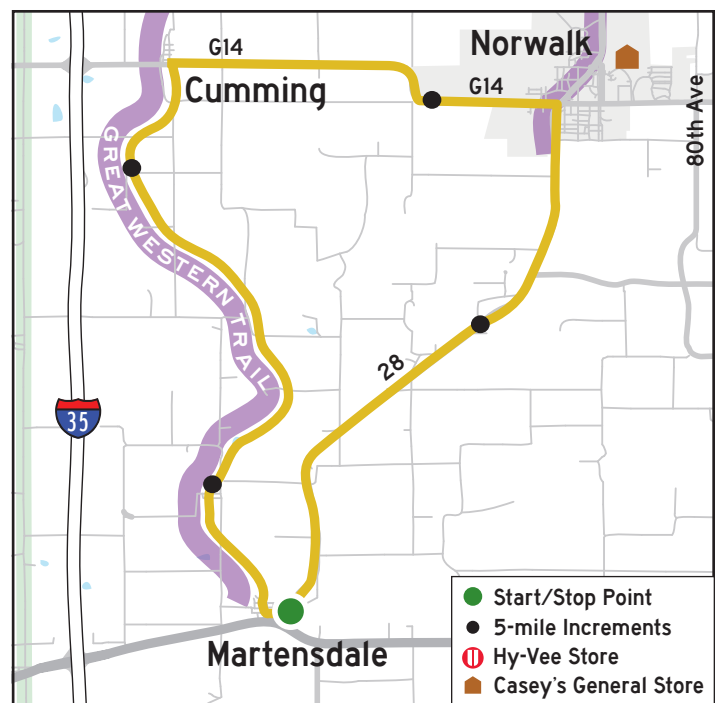 Norwalk
G14
Cumming
G14
80th Ave
GREAT WESTERN TRAIL
28
35
Martensdale
Start/Stop Point
5-mile Increments
Hy-Vee Store
Casey's General Store